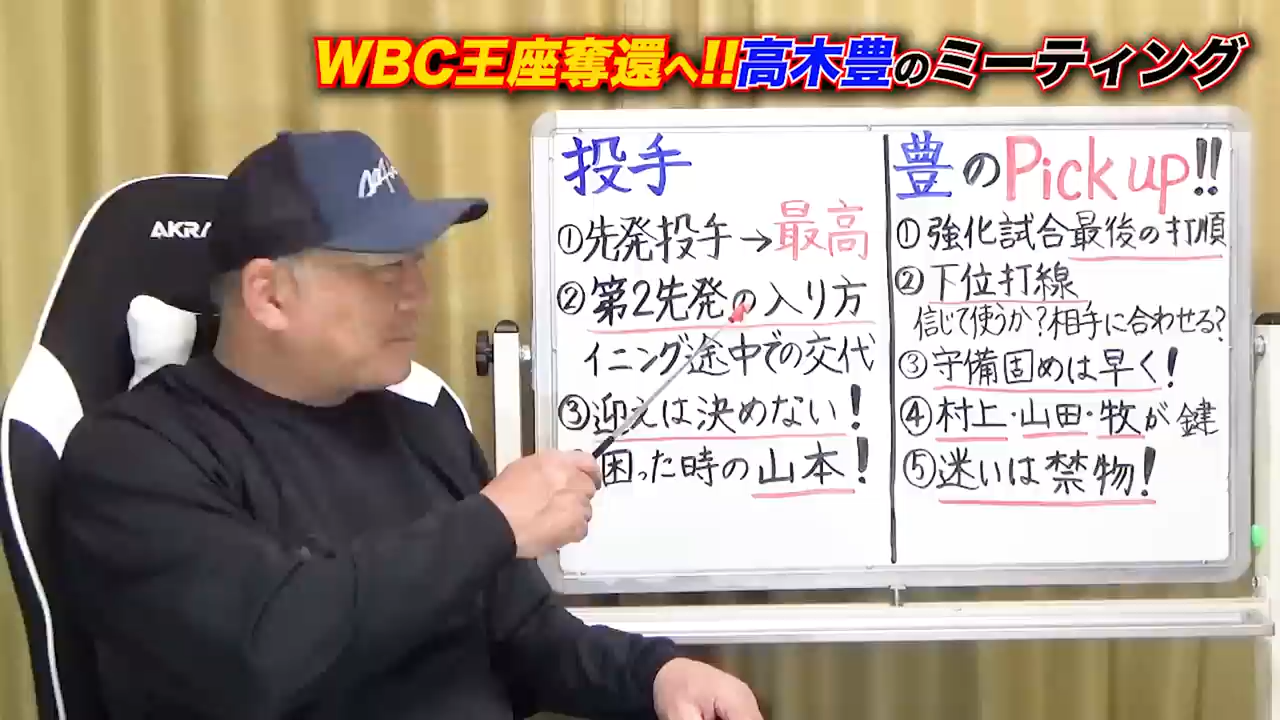 WBC王座奪還へ!!高木豊のミーティング
AKRA
投手
①先発投手→最高
②第2先発の入り方
イニング途中での交代
③迎えは決めない!
困った時の山本!
豊のPick up!!
①強化試合最後の打順
②下位打線
信じて使うか?相手に合わせる?
③守備固めは早く!
④村上・山田・牧が鍵
⑤迷いは禁物!